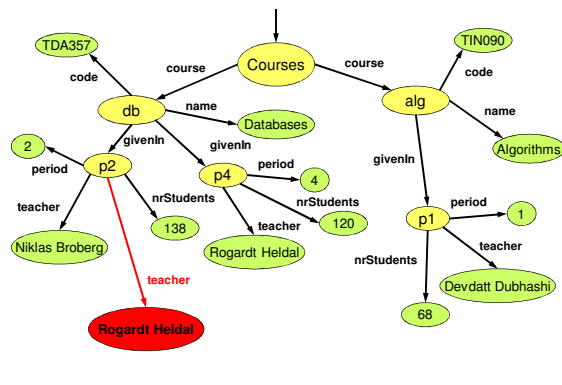 TDA357
TIN090
Courses
course
course
code
code
db
alg
name
name
Databases
Algorithms
givenIn
givenIn
givenIn
2
p2
period
p4
period
4
nrStudents
nrStudents
120
teacher
138
teacher
Niklas Broberg
Rogardt Heldal
p1
period
1
teacher
nrStudents
Devdatt Dubhashi
68
teacher
Rogardt Heldal